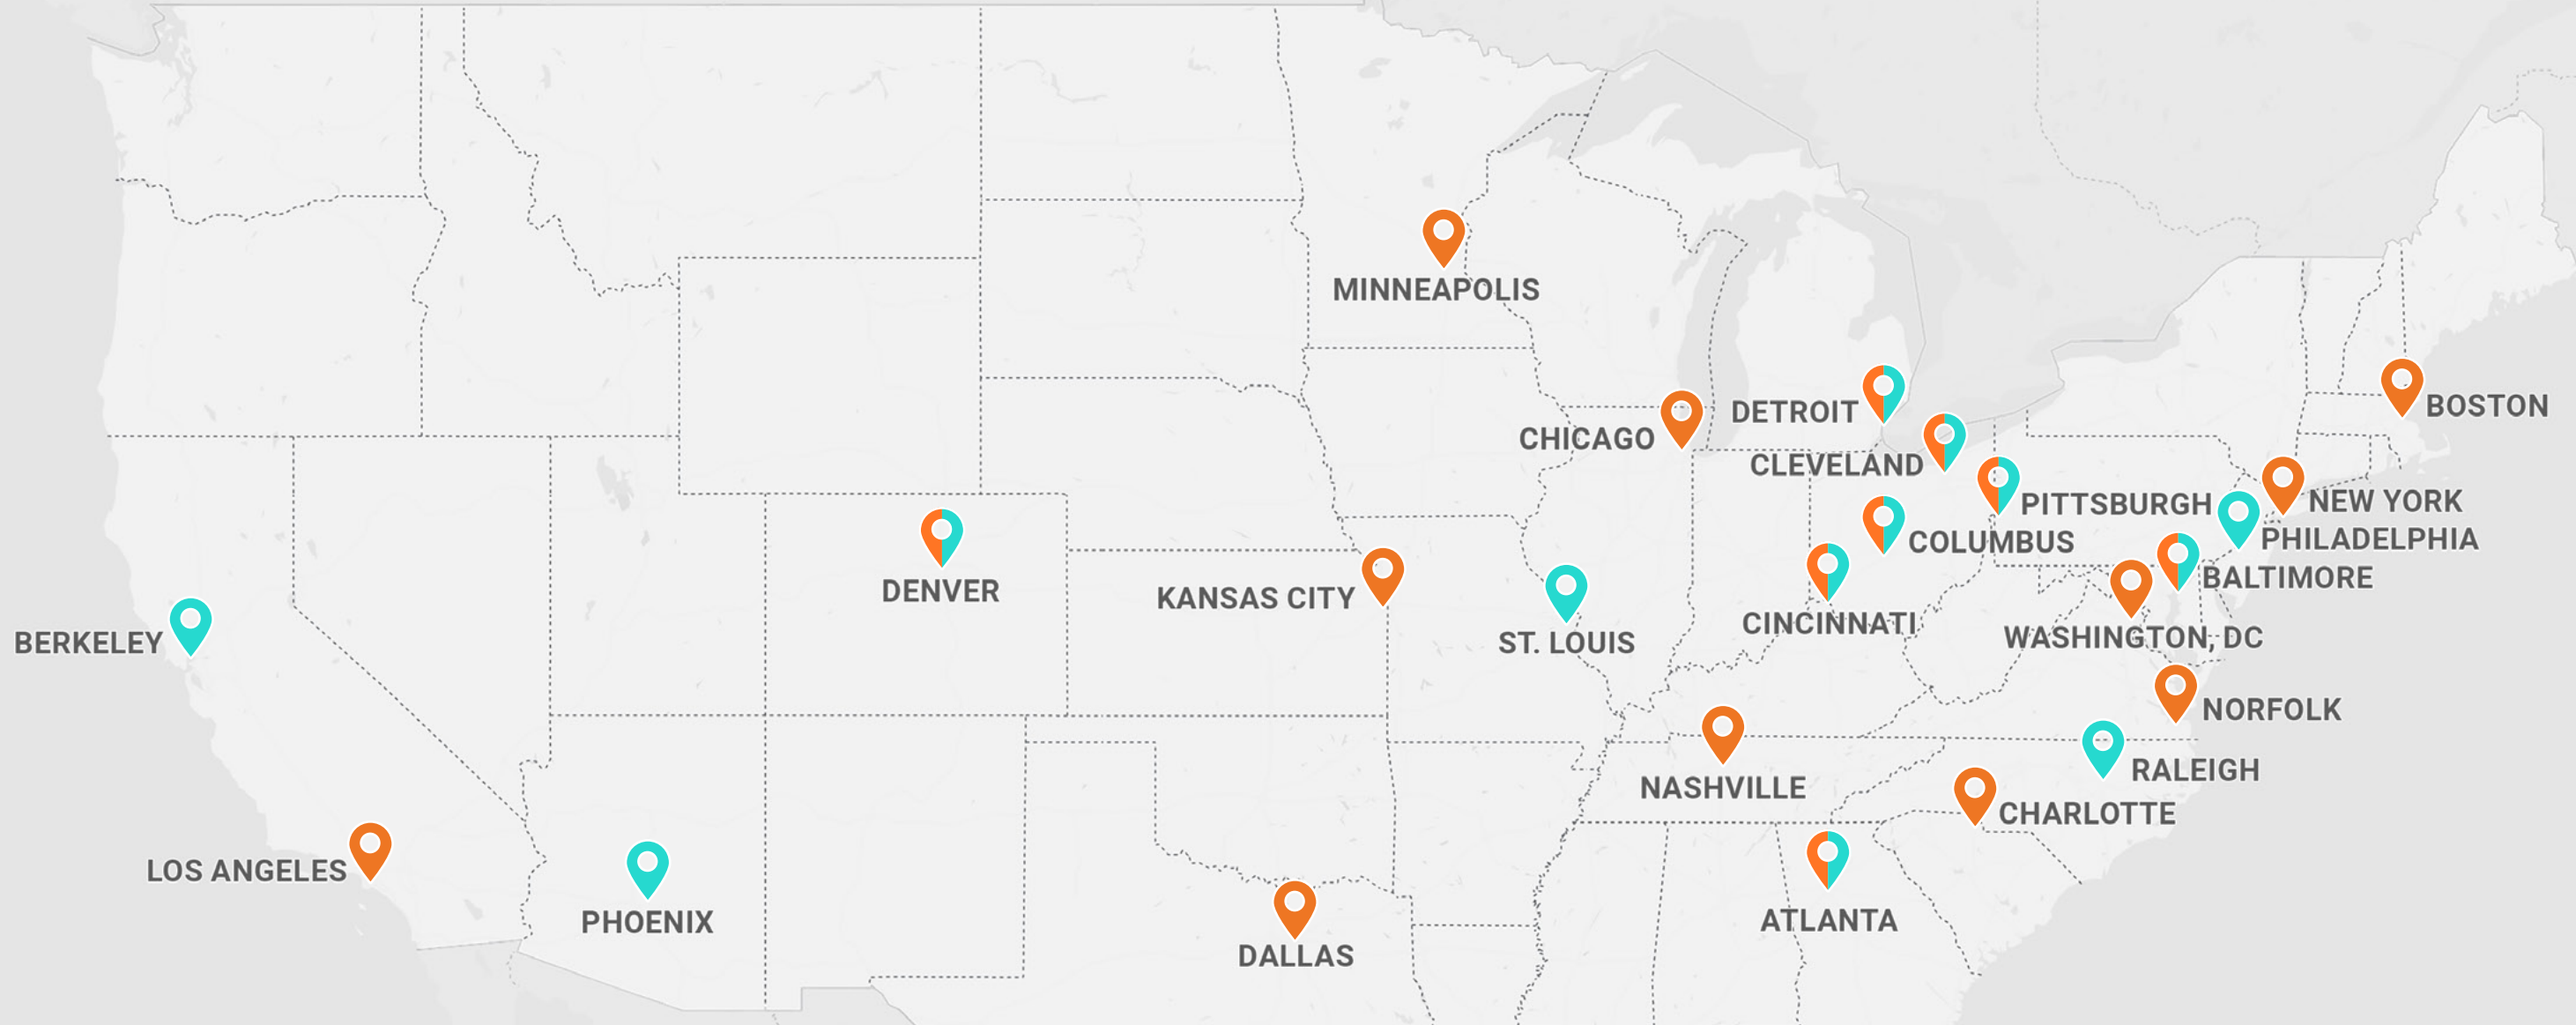 MINNEAPOLIS
BOSTON
DETROIT
CHICAGO
CLEVELAND
PITTSBURGH
NEW YORK
PHILADELPHIA
COLUMBUS
BALTIMORE
DENVER
KANSAS CITY
CINCINNATI
WASHINGTON, DC
BERKELEY
ST. LOUIS
NORFOLK
RALEIGH
NASHVILLE
CHARLOTTE
LOS ANGELES
PHOENIX
ATLANTA
DALLAS